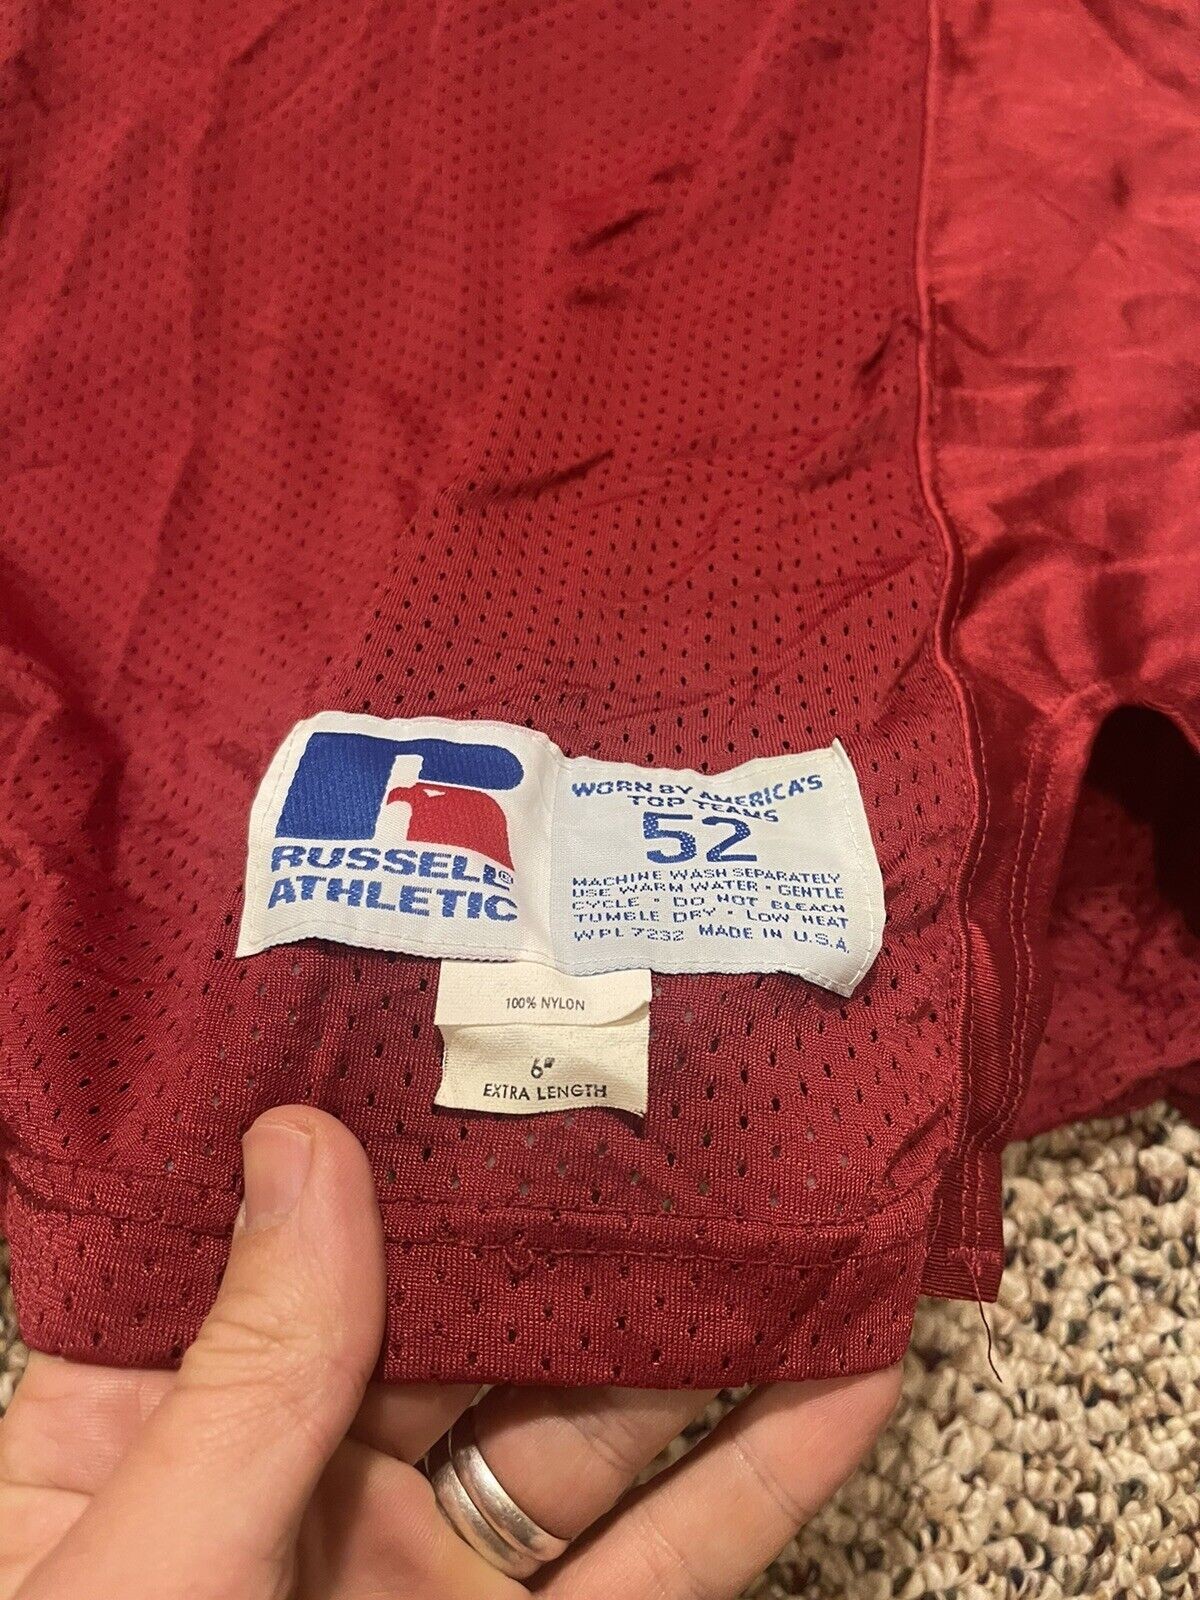 RUSSELL®
ATHLETIC
WORN BY AMERICA'S
TOP TEAMS
52
MACHINE WASH SEPARATELY
USE WARM WATER • GENTLE
CYCLE • DO NOT BLEACH
TUMBLE DRY • LOW HEAT
WPL 7232 MADE IN U.S.A.
100% NYLON
6"
EXTRA LENGTH